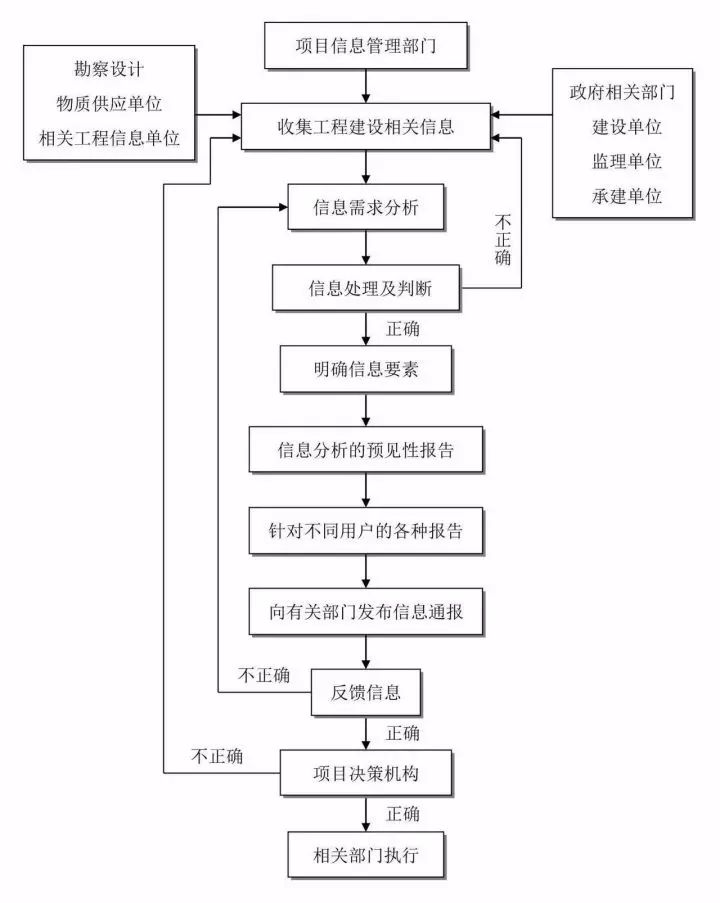 项目信息管理部门
勘察设计
物质供应单位
相关工程信息单位
政府相关部门
建设单位
监理单位
承建单位
收集工程建设相关信息
信息需求分析
不正确
信息处理及判断
正确
明确信息要素
信息分析的预见性报告
针对不同用户的各种报告
向有关部门发布信息通报
不正确
反馈信息
正确
不正确
项目决策机构
正确
相关部门执行